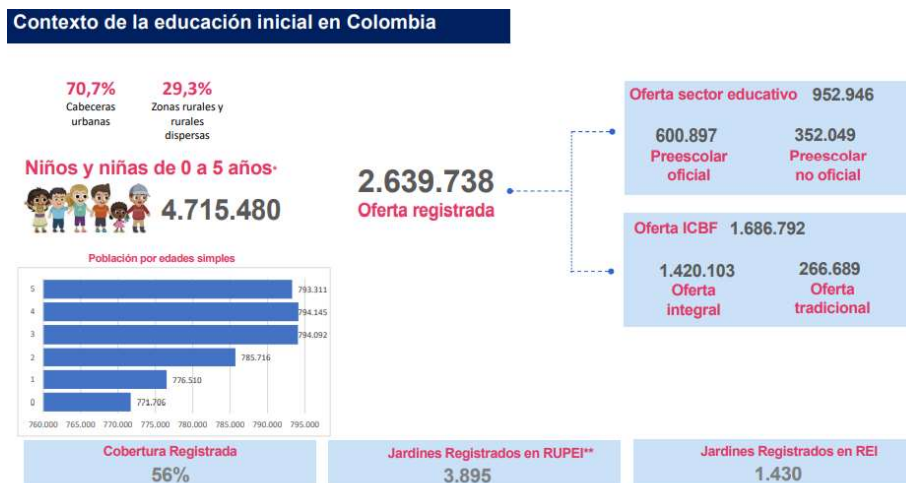 Contexto de la educación inicial en Colombia
70,7%
Cabeceras
urbanas
29,3%
Zonas rurales y
rurales
dispersas
Niños y niñas de 0 a 5 años*
4.715.480
2.639.738
Oferta registrada
Oferta sector educativo 952.946
600.897
Preescolar
oficial
352.049
Preescolar
no oficial
Oferta ICBF 1.686.792
1.420.103
Oferta
integral
266.689
Oferta
tradicional
Población por edades simples
5 793.311
4 794.145
3 794.092
2 785.716
1 776.510
0 771.706
760.000 765.000 770.000 775.000 780.000 785.000 790.000 795.000
Cobertura Registrada
56%
Jardines Registrados en RUPEI**
3.895
Jardines Registrados en REI
1.430